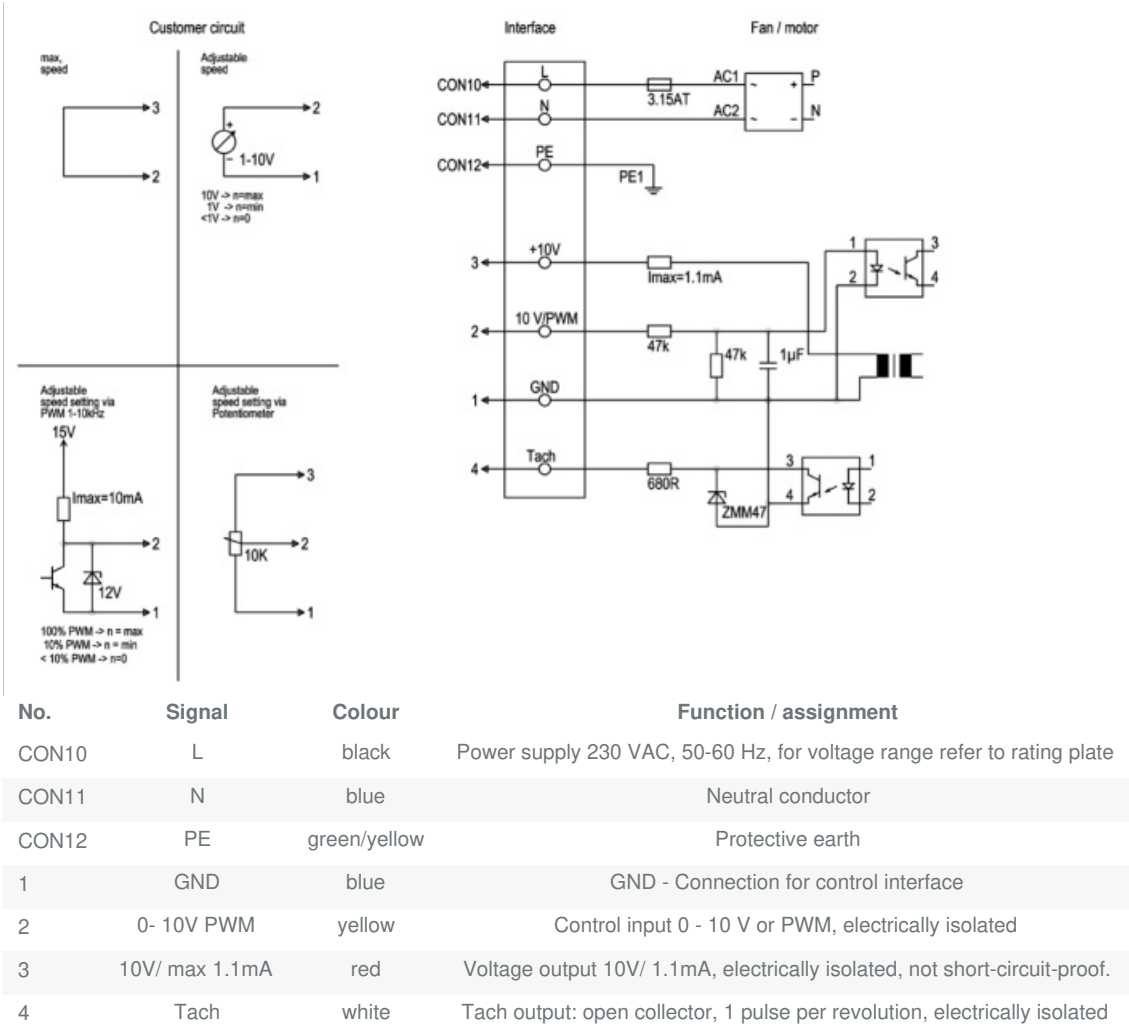 Customer circuit
Interface
Fan / motor
max,
speed
3
2
Adjustable
speed
2
+
−
1-10V
1
10V -> n=max
1V -> n=min
<1V -> n=0
Adjustable
speed setting via
PWM 1-10kHz
15V
Imax=10mA
2
12V
1
100% PWM -> n = max
10% PWM -> n = min
< 10% PWM -> n=0
Adjustable
speed setting via
Potentiometer
3
2
10K
1
CON10
L
3.15AT
AC1
~
+
P
CON11
N
AC2
~
−
N
CON12
PE
PE1
3
+10V
Imax=1.1mA
1
3
2
4
2
10 V/PWM
47k
47k
1µF
1
GND
4
Tach
680R
ZMM47
3
1
4
2
No. Signal Colour Function / assignment
CON10 L black Power supply 230 VAC, 50-60 Hz, for voltage range refer to rating plate
CON11 N blue Neutral conductor
CON12 PE green/yellow Protective earth
1 GND blue GND - Connection for control interface
2 0- 10V PWM yellow Control input 0 - 10 V or PWM, electrically isolated
3 10V/ max 1.1mA red Voltage output 10V/ 1.1mA, electrically isolated, not short-circuit-proof.
4 Tach white Tach output: open collector, 1 pulse per revolution, electrically isolated